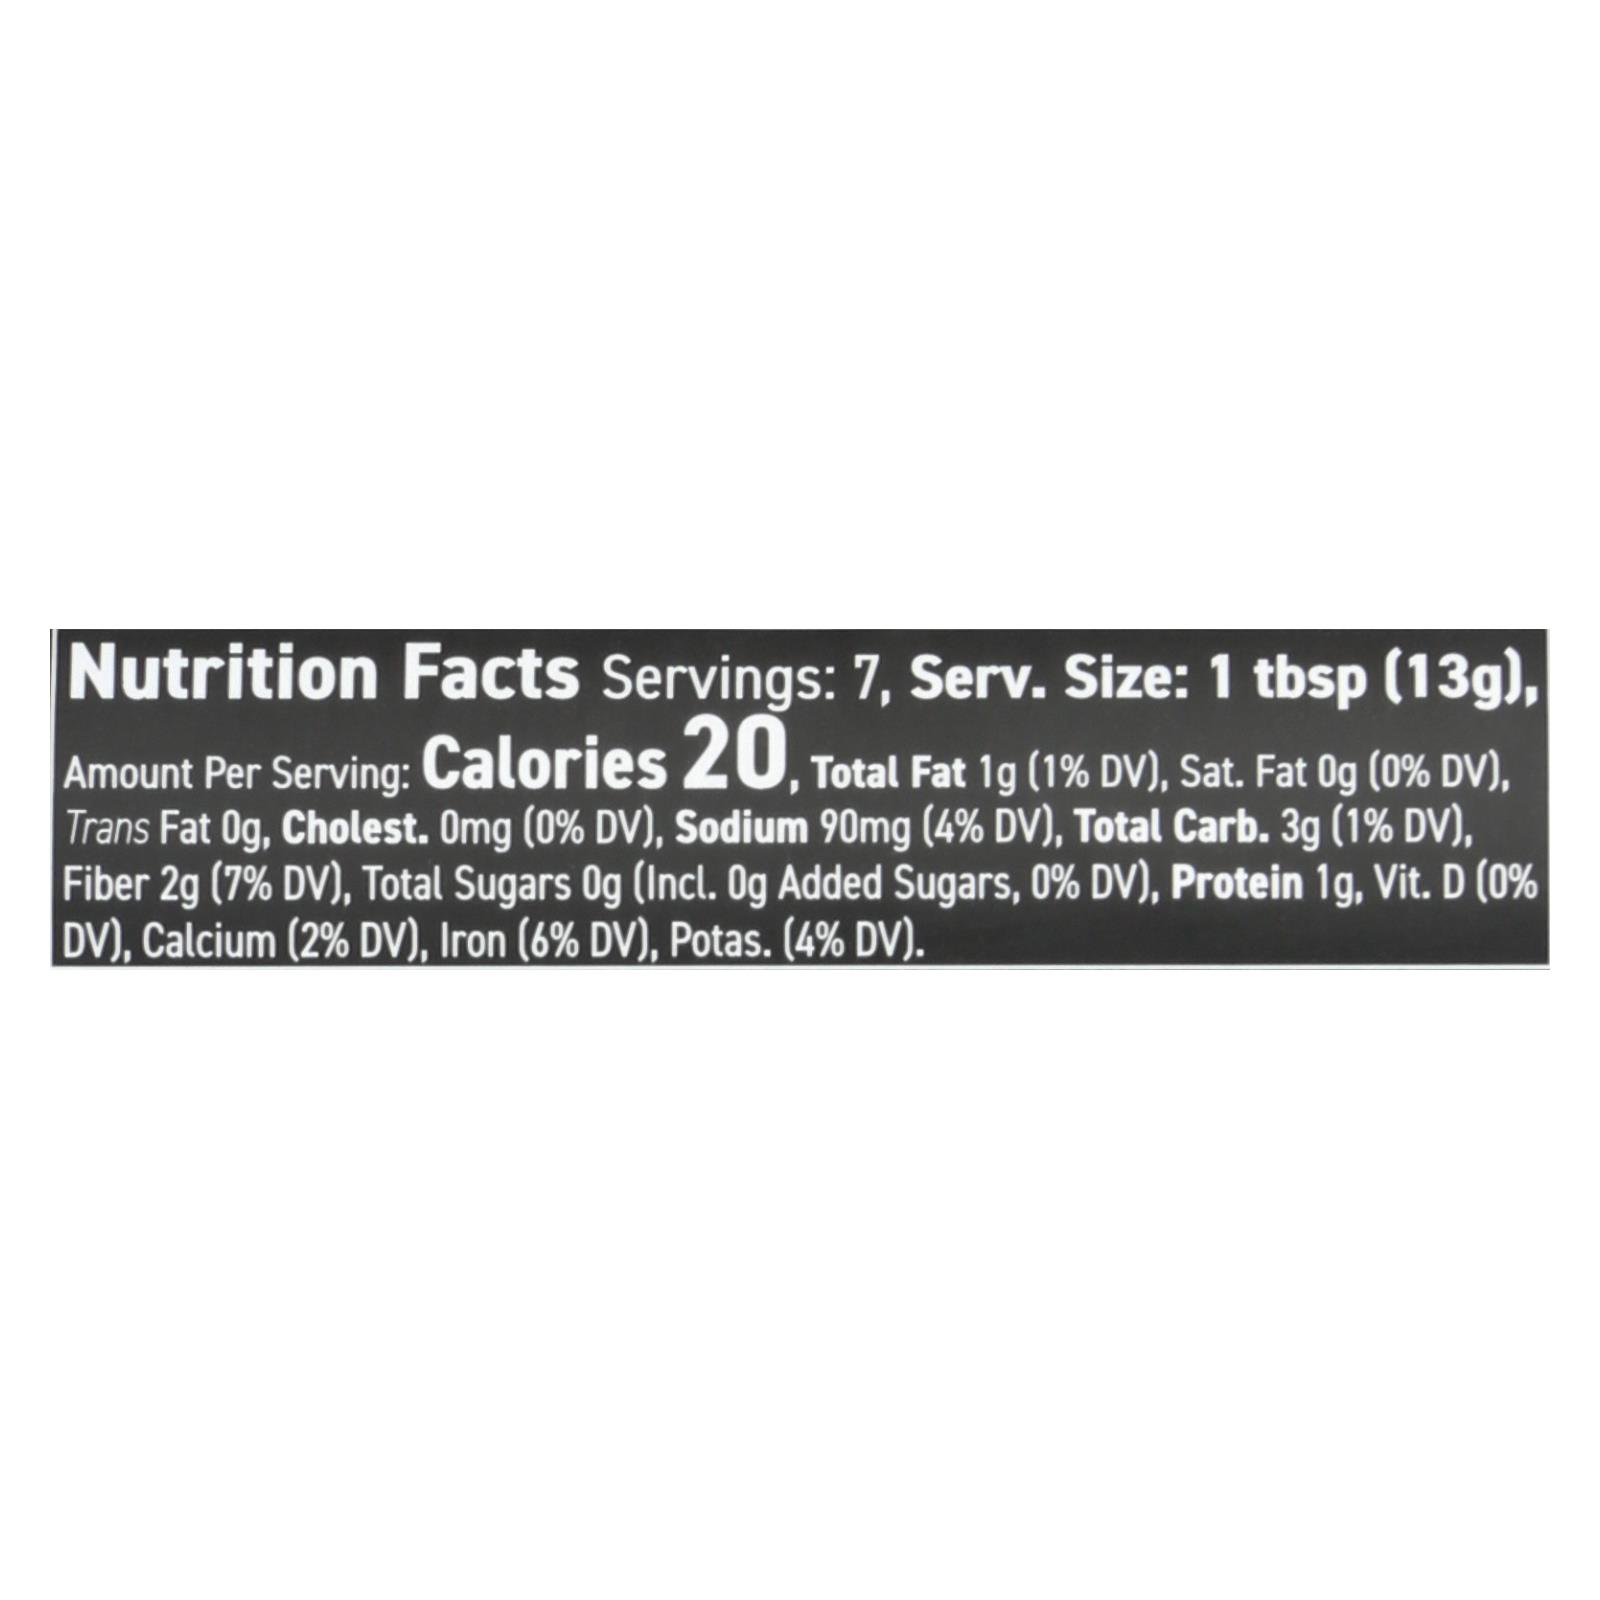 Nutrition Facts Servings: 7, Serv. Size: 1 tbsp (13g),
Amount Per Serving: Calories 20, Total Fat 1g (1% DV), Sat. Fat 0g (0% DV),
Trans Fat 0g, Cholest. 0mg (0% DV), Sodium 90mg (4% DV), Total Carb. 3g (1% DV),
Fiber 2g (7% DV), Total Sugars 0g (Incl. 0g Added Sugars, 0% DV), Protein 1g, Vit. D (0%
DV), Calcium (2% DV), Iron (6% DV), Potas. (4% DV).